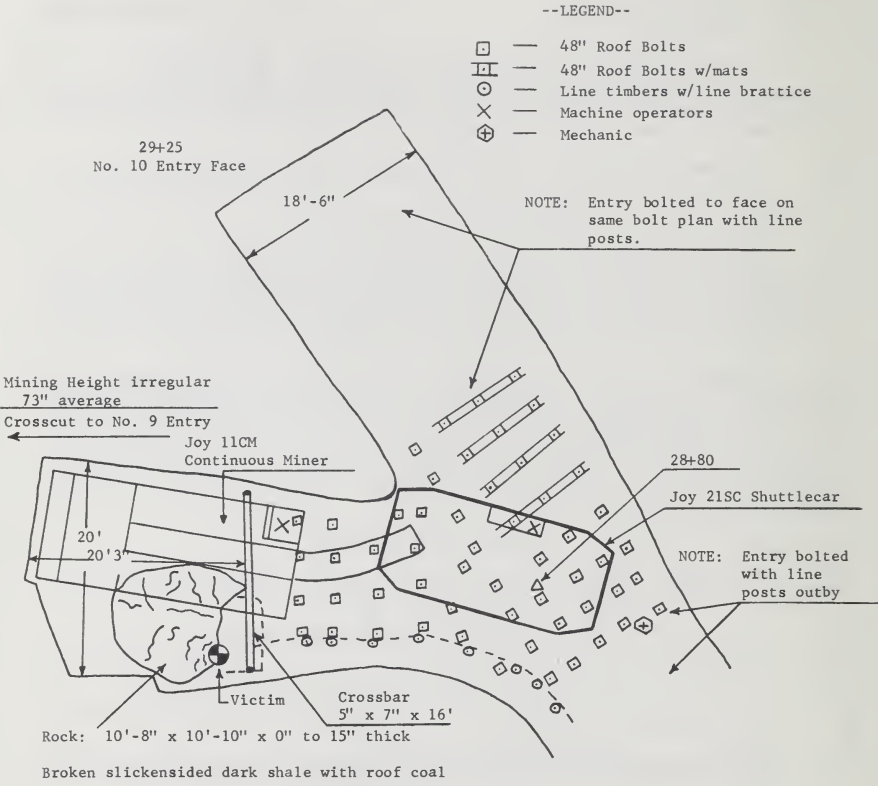 --LEGEND--
48" Roof Bolts
48" Roof Bolts w/mats
Line timbers w/line brattice
Machine operators
Mechanic
29+25
No. 10 Entry Face
18'-6"
NOTE: Entry bolted to face on
same bolt plan with line
posts.
Mining Height irregular
73" average
Crosscut to No. 9 Entry
Joy 11CM
Continuous Miner
28+80
Joy 21SC Shuttlecar
20'
20'3"
NOTE: Entry bolted
with line
posts outby
Victim
Crossbar
5" x 7" x 16'
Rock: 10'-8" x 10'-10" x 0" to 15" thick
Broken slickensided dark shale with roof coal